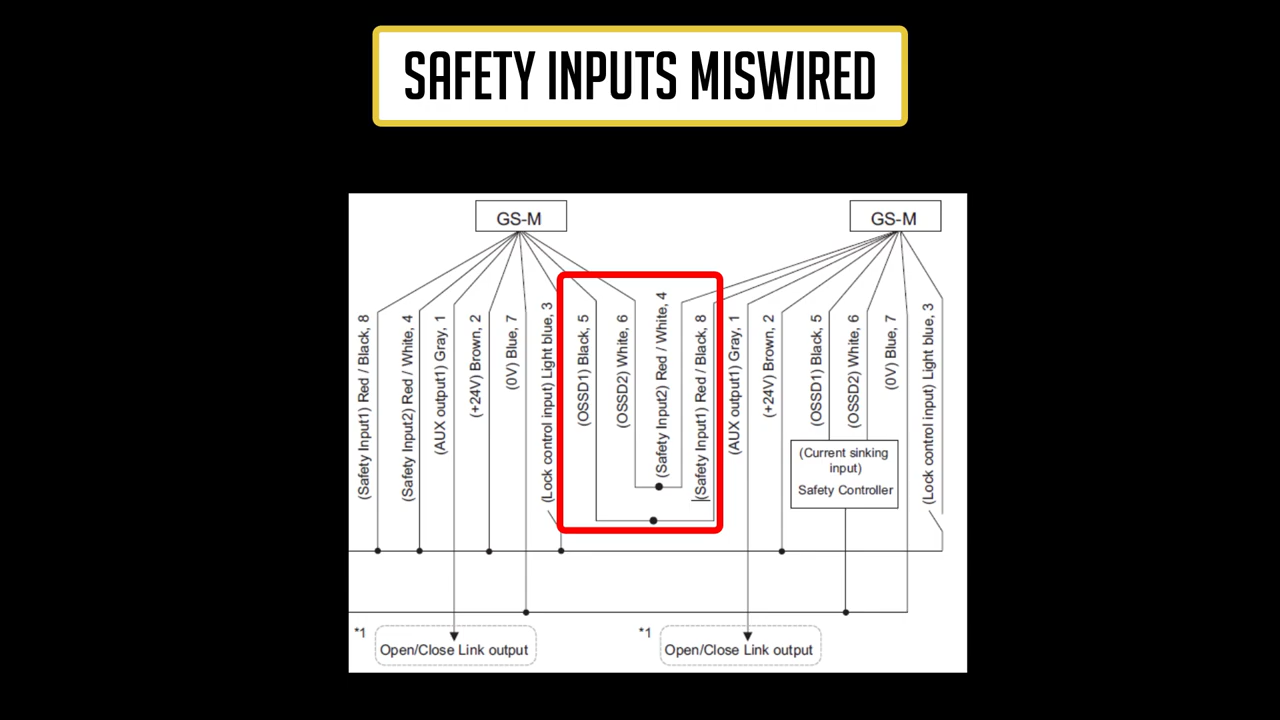 SAFETY INPUTS MISWIRED
GS-M
GS-M
(Safety Input1) Red / Black, 8
(Safety Input2) Red / White, 4
(AUX output1) Gray, 1
(+24V) Brown, 2
(0V) Blue, 7
(Lock control input) Light blue, 3
(OSSD1) Black, 5
(OSSD2) White, 6
(Safety Input2) Red / White, 4
(Safety Input1) Red / Black, 8
(AUX output1) Gray, 1
(+24V) Brown, 2
(OSSD1) Black, 5
(OSSD2) White, 6
(0V) Blue, 7
(Lock control input) Light blue, 3
(Current sinking
input)
Safety Controller
*1
Open/Close Link output
*1
Open/Close Link output